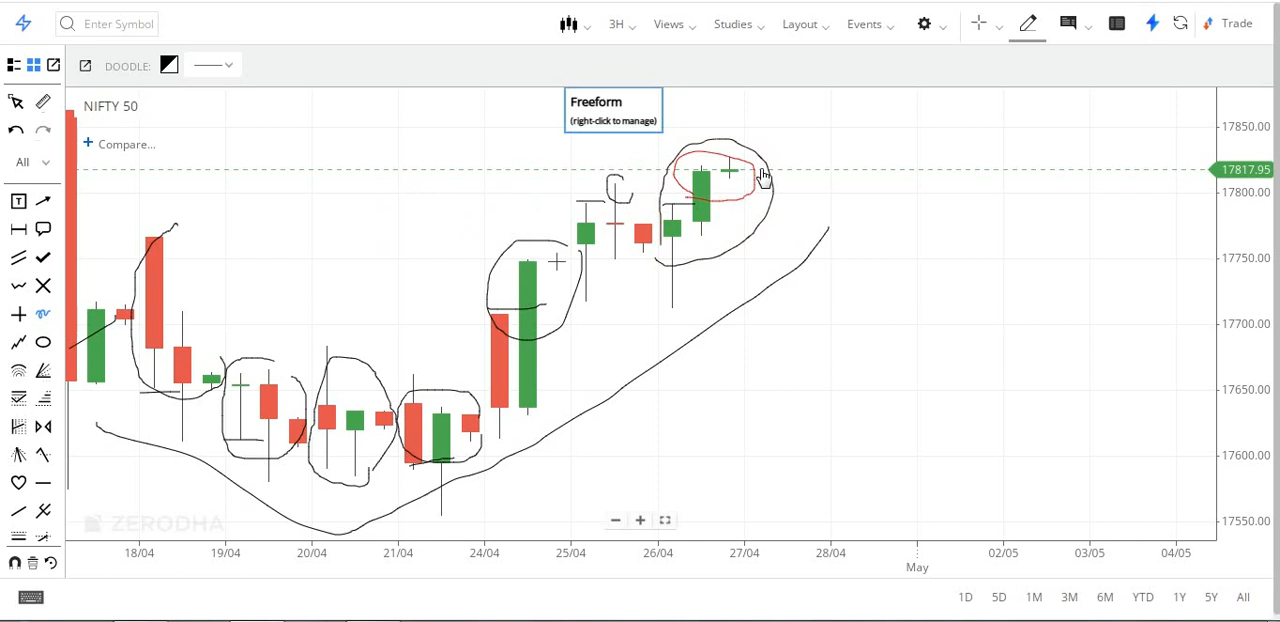 Enter Symbol
3H
Views
Studies
Layout
Events
Trade
DOODLE:
Freeform
(right-click to manage)
NIFTY 50
Compare...
All
T
17850.00
17817.95
17800.00
17750.00
17700.00
17650.00
17600.00
17550.00
ZERODHA
18/04 19/04 20/04 21/04 24/04 25/04 26/04 27/04 28/04 02/05 03/05 04/05
May
1D 5D 1M 3M 6M YTD 1Y 5Y All